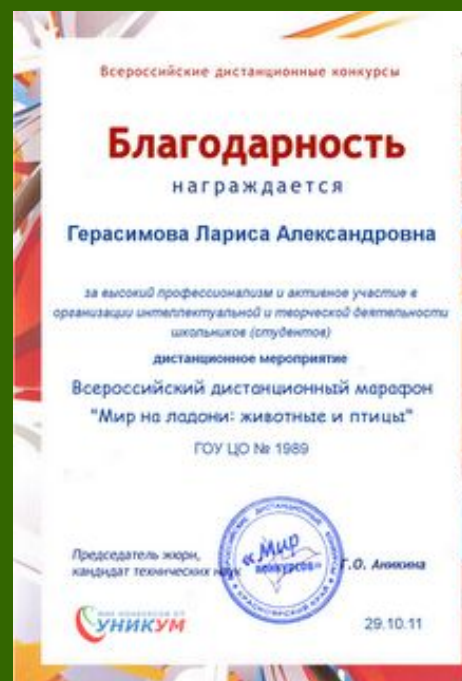 Всероссийские дистанционные конкурсы
Благодарность
награждается
Герасимова Лариса Александровна
за высокий профессионализм и активное участие в
организации интеллектуальной и творческой деятельности
школьников (студентов)
дистанционное мероприятие
Всероссийский дистанционный марафон
"Мир на ладони: животные и птицы"
ГОУ ЦО № 1989
Председатель жюри,
кандидат технических наук
Г.О. Аникина
«Мир
конкурсов»
УНИКУМ
29.10.11